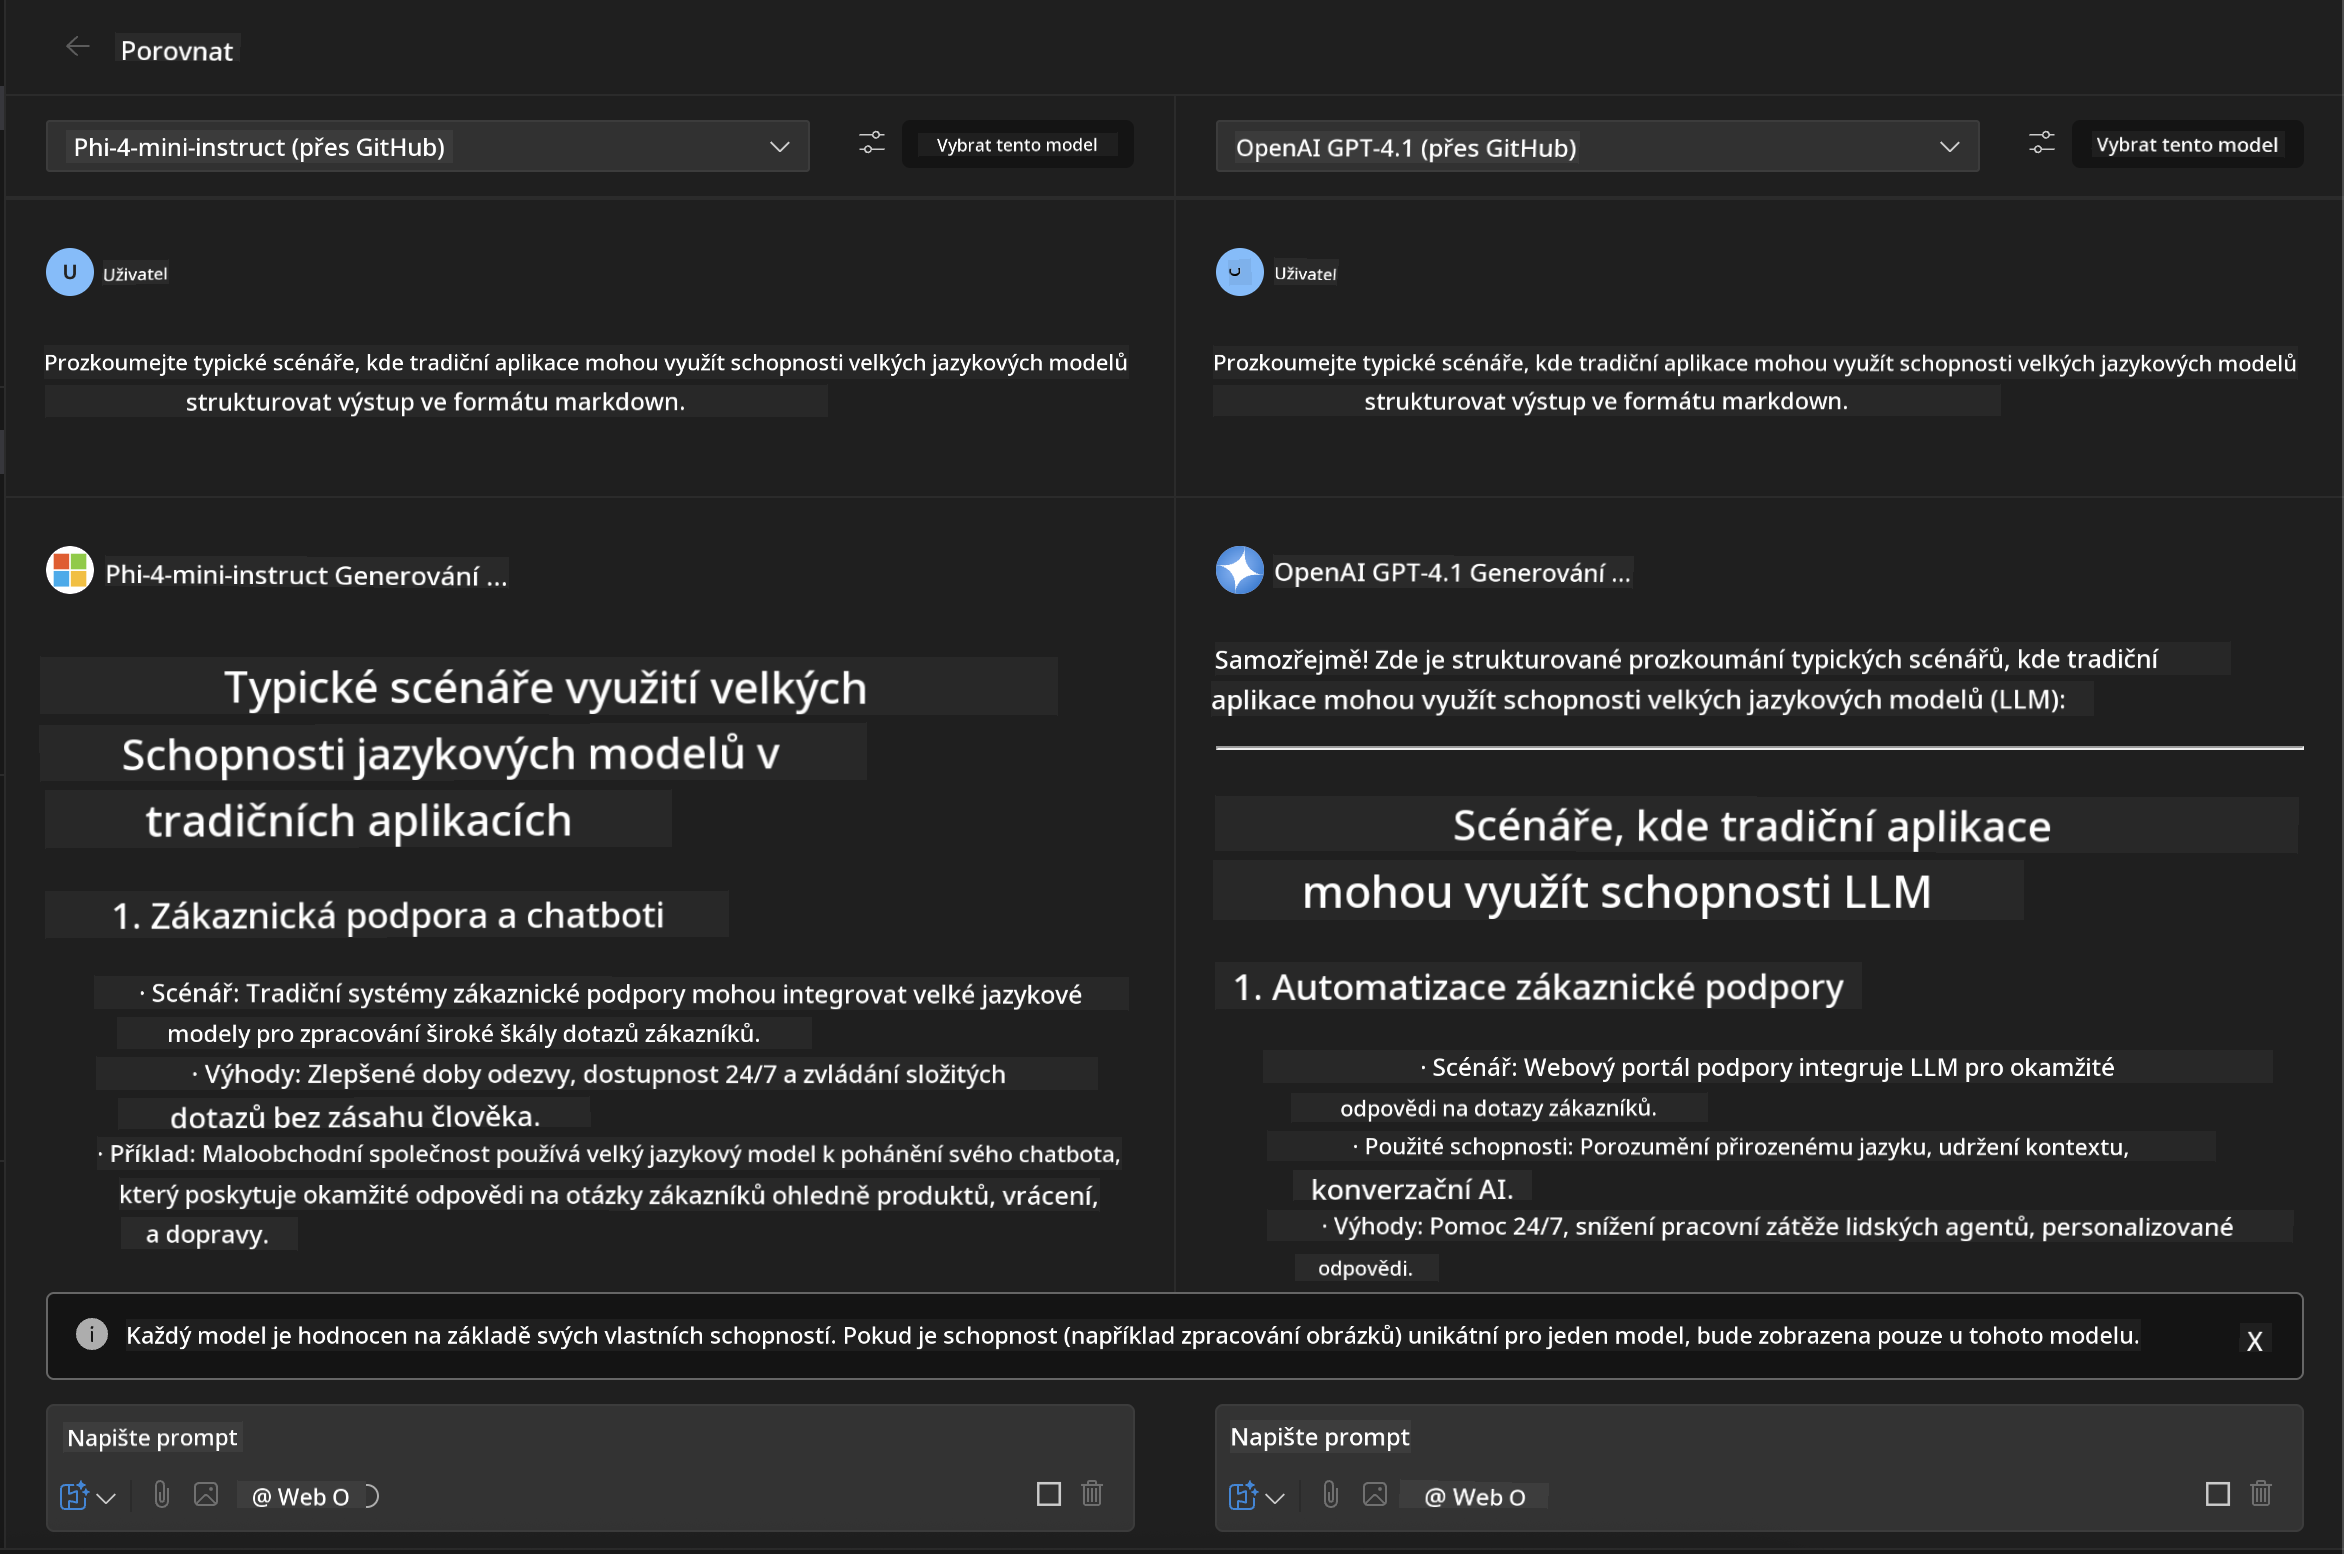 Porovnat
Phi-4-mini-instruct (přes GitHub)
Vybrat tento model
OpenAI GPT-4.1 (přes GitHub)
Vybrat tento model
U
Uživatel
Prozkoumejte typické scénáře, kde tradiční aplikace mohou využít schopnosti velkých jazykových modelů
strukturovat výstup ve formátu markdown.
Phi-4-mini-instruct Generování ...
Typické scénáře využití velkých
Schopnosti jazykových modelů v
tradičních aplikacích
1. Zákaznická podpora a chatboti
· Scénář: Tradiční systémy zákaznické podpory mohou integrovat velké jazykové
modely pro zpracování široké škály dotazů zákazníků.
· Výhody: Zlepšené doby odezvy, dostupnost 24/7 a zvládání složitých
dotazů bez zásahu člověka.
· Příklad: Maloobchodní společnost používá velký jazykový model k pohánění svého chatbota,
který poskytuje okamžité odpovědi na otázky zákazníků ohledně produktů, vrácení,
a dopravy.
Uživatel
Prozkoumejte typické scénáře, kde tradiční aplikace mohou využít schopnosti velkých jazykových modelů
strukturovat výstup ve formátu markdown.
OpenAI GPT-4.1 Generování ...
Samozřejmě! Zde je strukturované prozkoumání typických scénářů, kde tradiční
aplikace mohou využít schopnosti velkých jazykových modelů (LLM):
Scénáře, kde tradiční aplikace
mohou využít schopnosti LLM
1. Automatizace zákaznické podpory
· Scénář: Webový portál podpory integruje LLM pro okamžité
odpovědi na dotazy zákazníků.
· Použité schopnosti: Porozumění přirozenému jazyku, udržení kontextu,
konverzační AI.
· Výhody: Pomoc 24/7, snížení pracovní zátěže lidských agentů, personalizované
odpovědi.
Každý model je hodnocen na základě svých vlastních schopností. Pokud je schopnost (například zpracování obrázků) unikátní pro jeden model, bude zobrazena pouze u tohoto modelu.
X
Napište prompt
@ Web O
Napište prompt
@ Web O